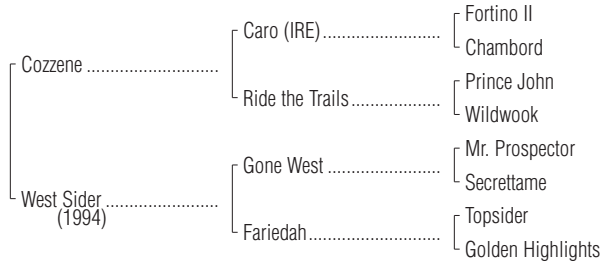 Fortino II
Caro (IRE)
Chambord
Cozzene
Prince John
Ride the Trails
Wildwook
Mr. Prospector
Gone West
Secrettame
West Sider
(1994)
Topsider
Fariedah
Golden Highlights